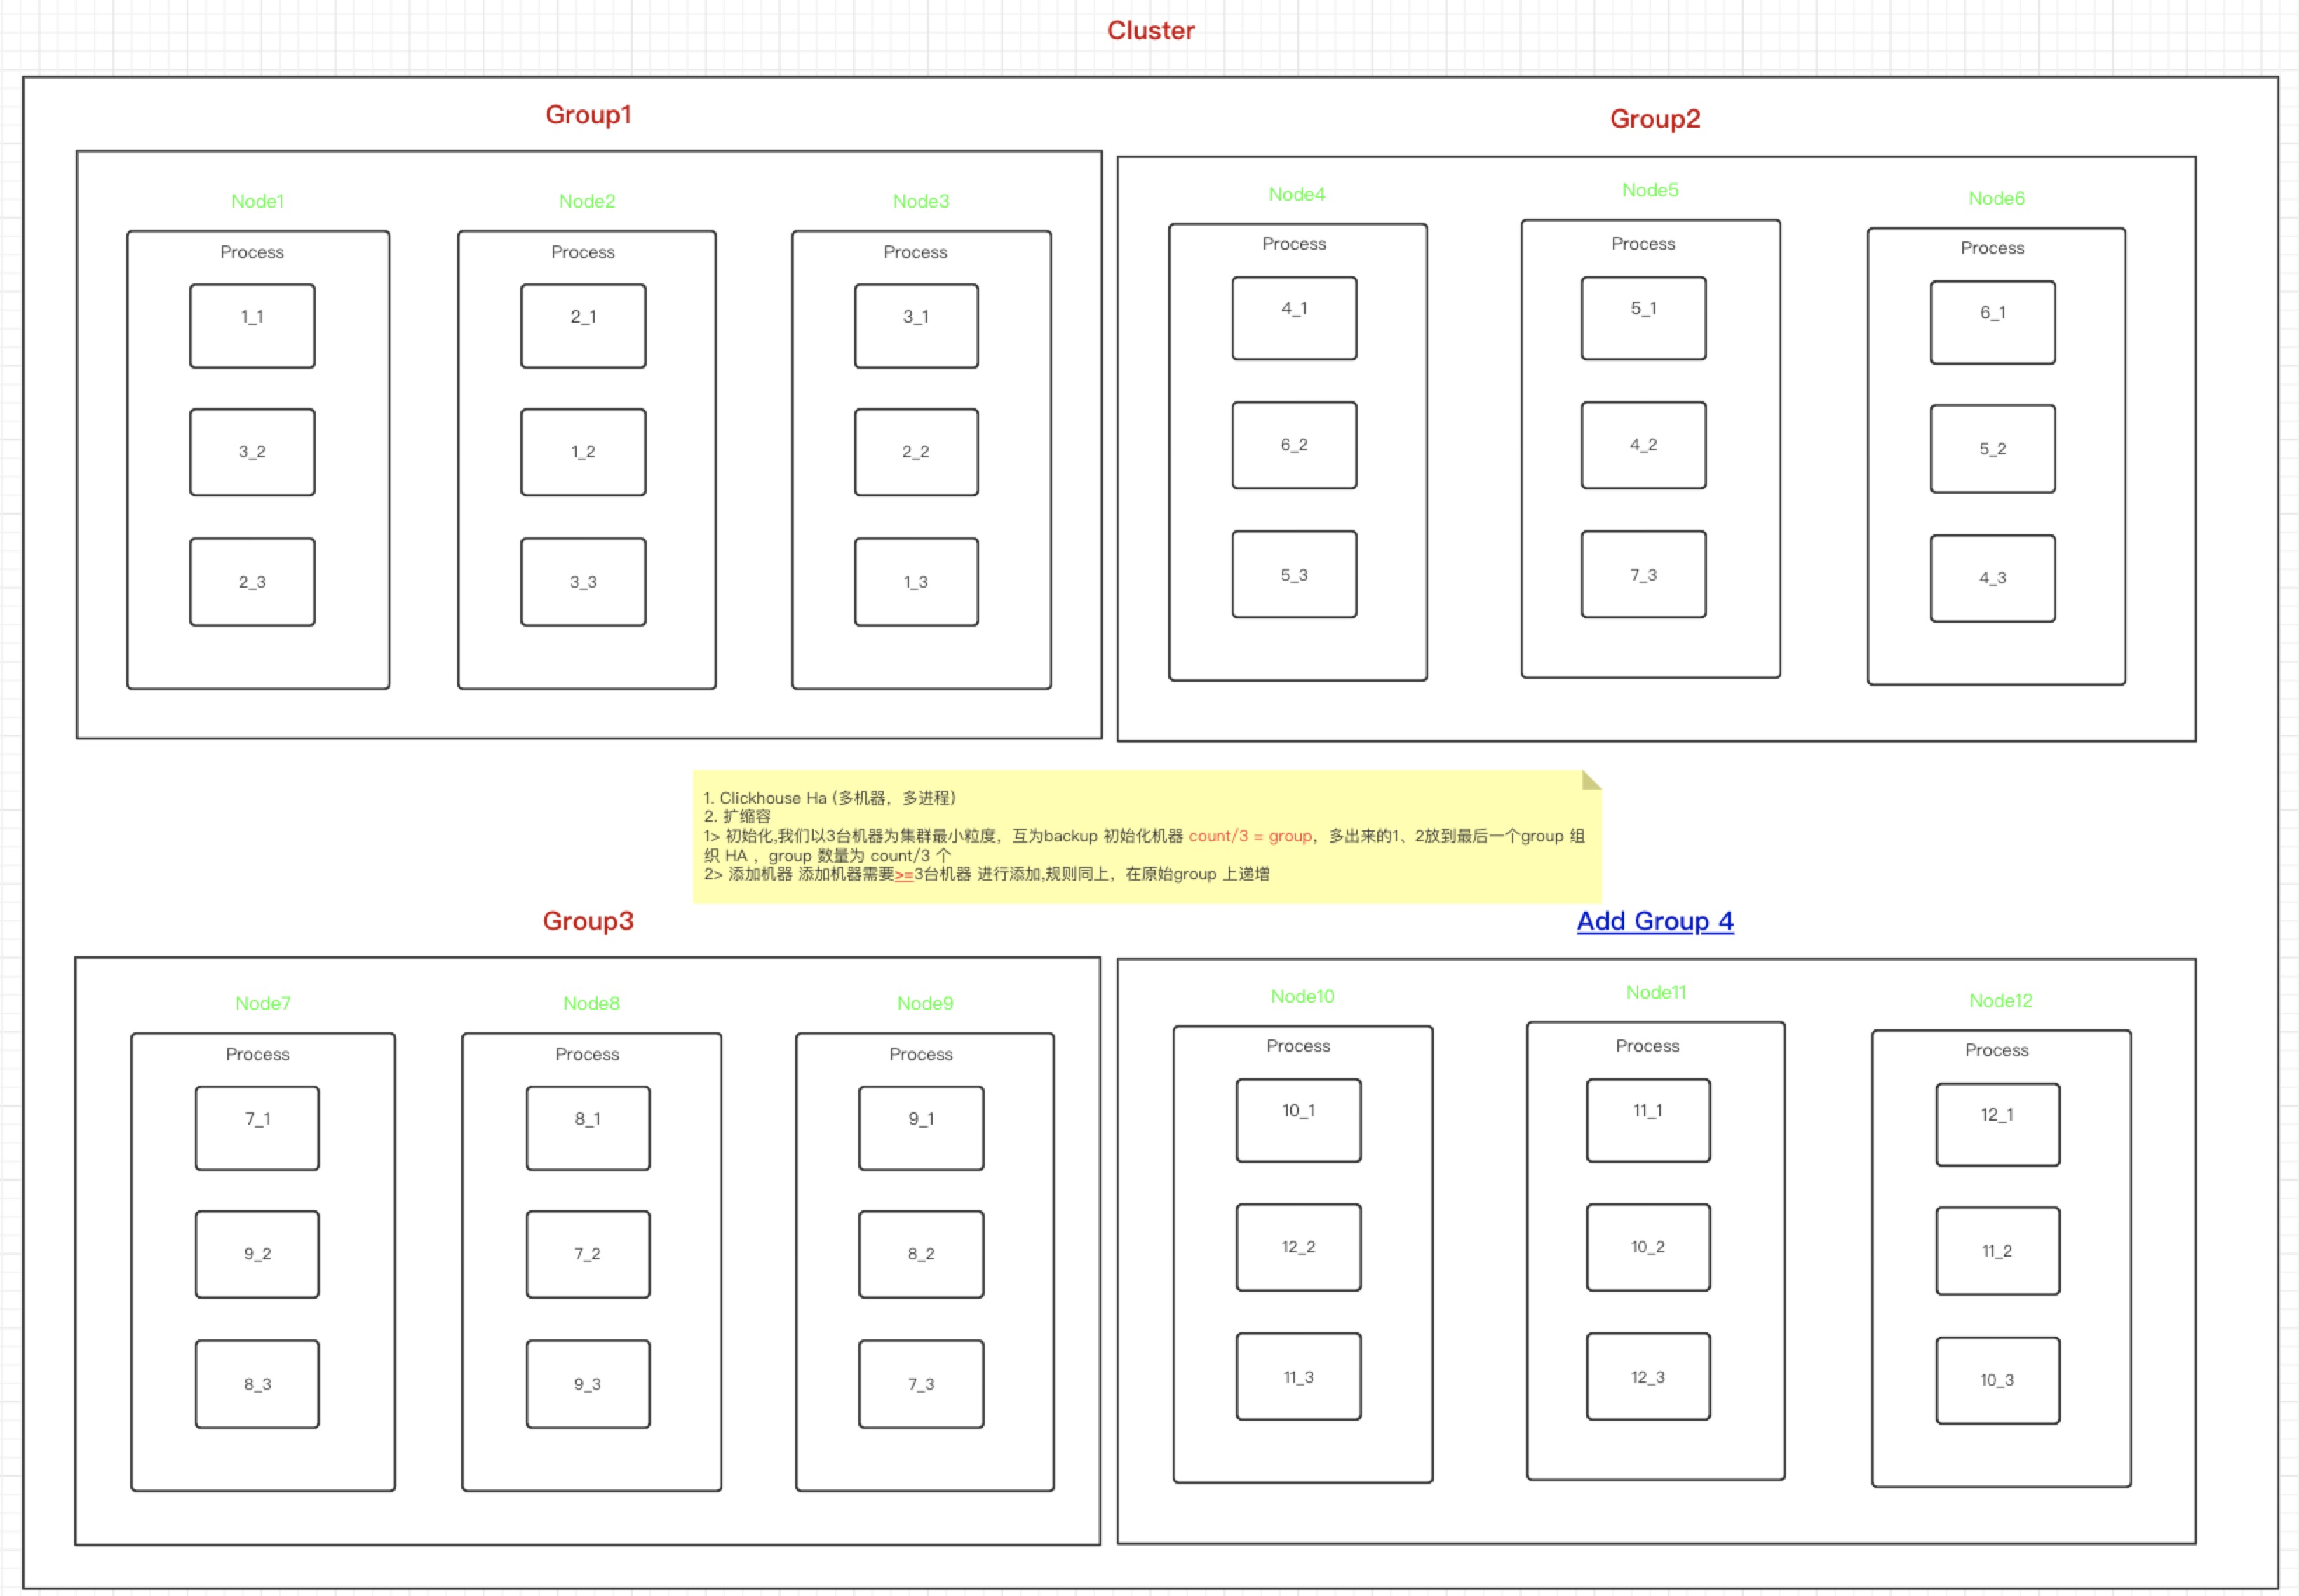 Cluster
Group1
Node1
Process
1_1
3_2
2_3
Node2
Process
2_1
1_2
3_3
Node3
Process
3_1
2_2
1_3
Group2
Node4
Process
4_1
6_2
5_3
Node5
Process
5_1
4_2
7_3
Node6
Process
6_1
5_2
4_3
1. Clickhouse Ha (多机器，多进程)
2. 扩缩容
1> 初始化,我们以3台机器为集群最小粒度，互为backup 初始化机器 count/3 = group，多出来的1、2放到最后一个group 组
织 HA ，group 数量为 count/3 个
2> 添加机器 添加机器需要>=3台机器 进行添加,规则同上，在原始group 上递增
Group3
Node7
Process
7_1
9_2
8_3
Node8
Process
8_1
7_2
9_3
Node9
Process
9_1
8_2
7_3
Add Group 4
Node10
Process
10_1
12_2
11_3
Node11
Process
11_1
10_2
12_3
Node12
Process
12_1
11_2
10_3